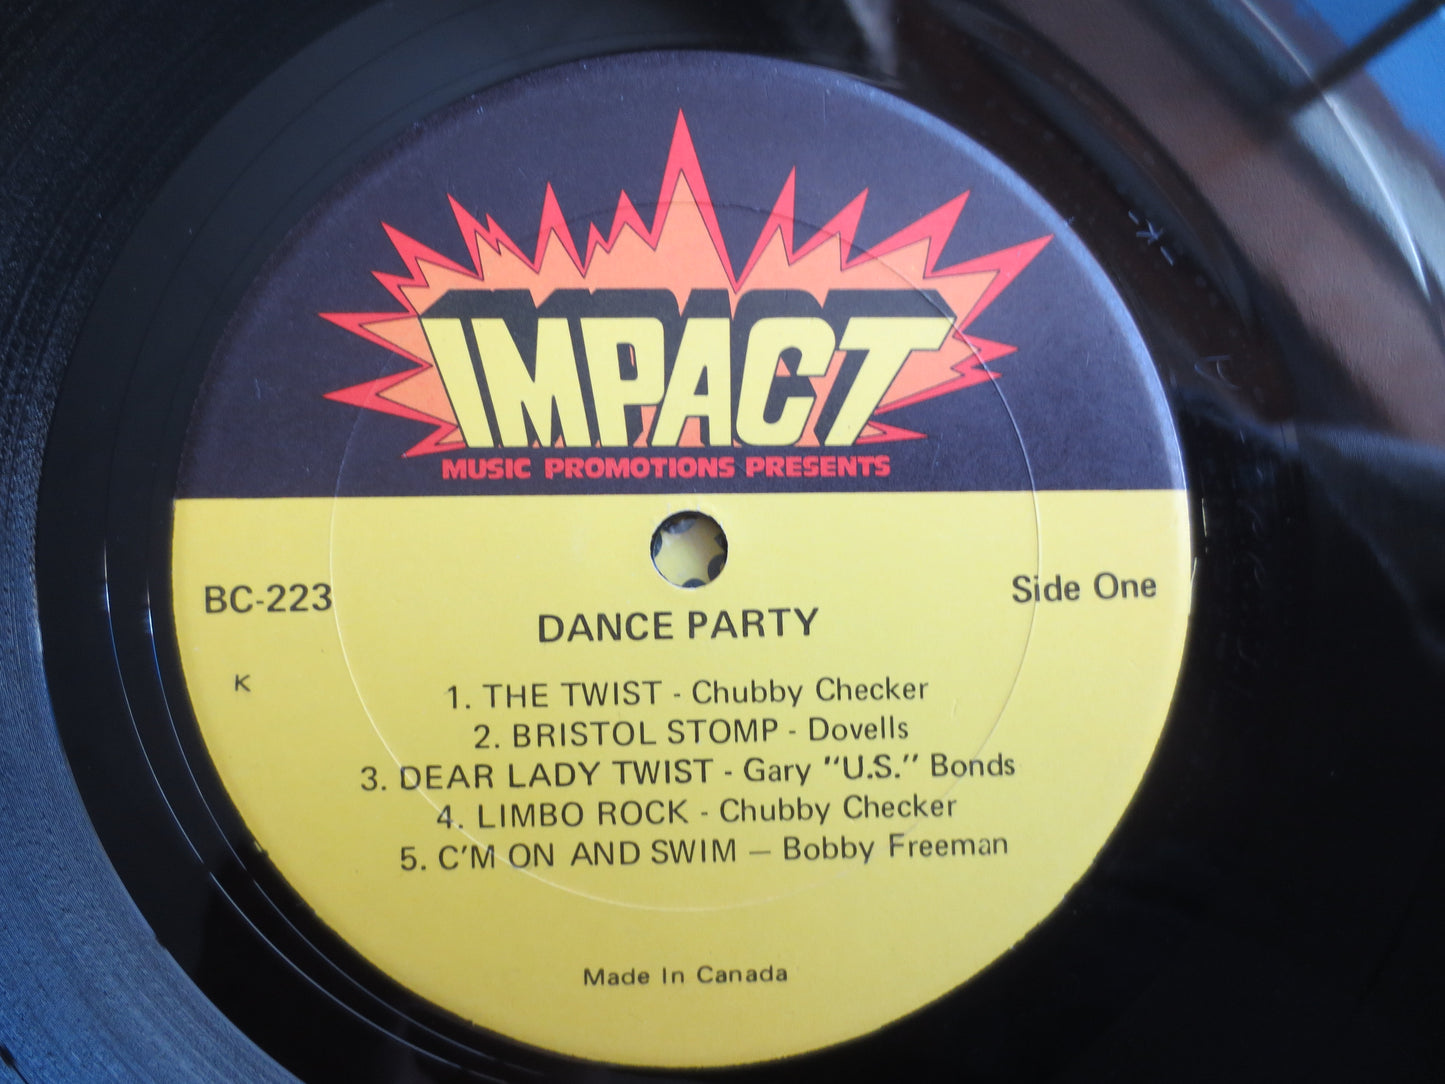 IMPACT
MUSIC PROMOTIONS PRESENTS
BC-223
Side One
K
DANCE PARTY
1. THE TWIST - Chubby Checker
2. BRISTOL STOMP - Dovells
3. DEAR LADY TWIST - Gary "U.S." Bonds
4. LIMBO ROCK - Chubby Checker
5. C'M ON AND SWIM — Bobby Freeman
Made In Canada